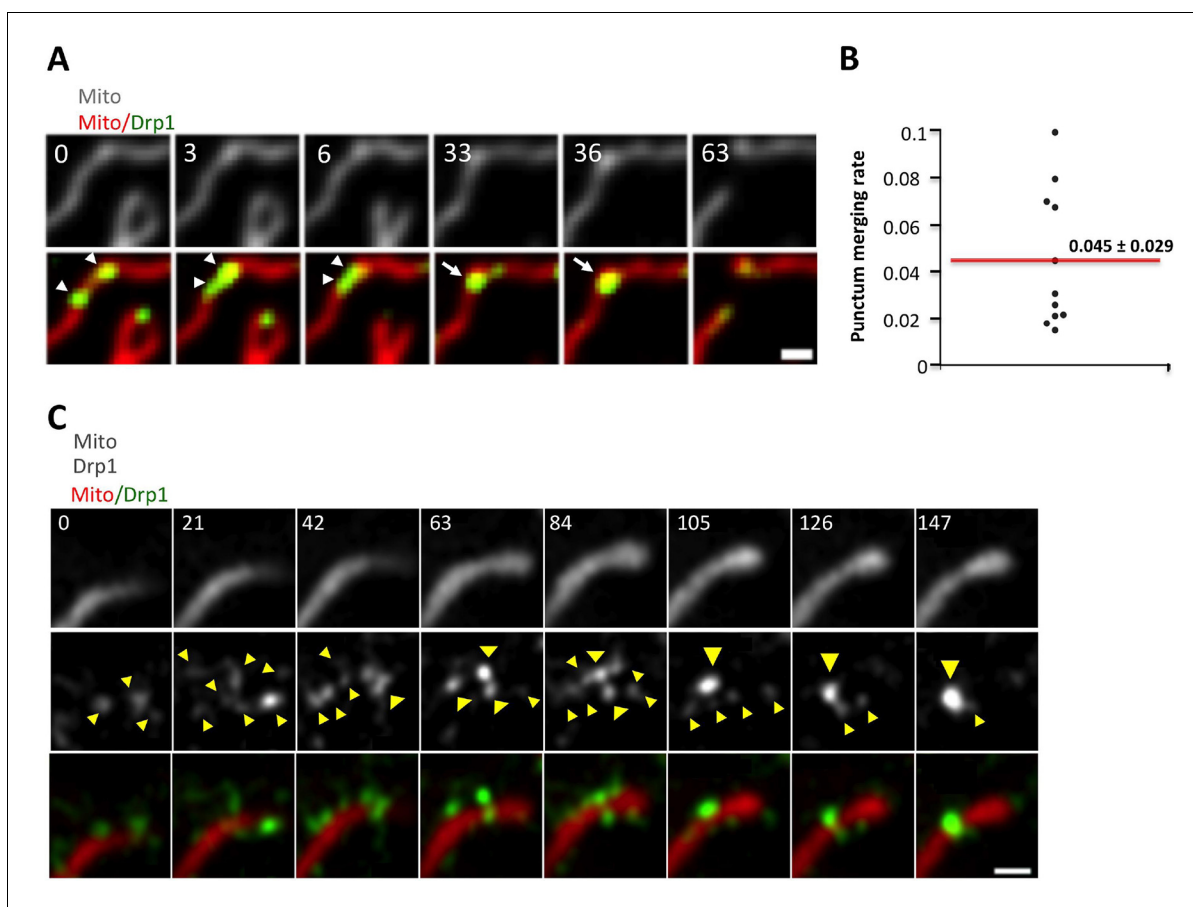 A
Mito
Mito/Drp1
0 3 6 33 36 63
B
Punctum merging rate
0.1
0.08
0.06
0.04
0.02
0
0.045 ± 0.029
C
Mito
Drp1
Mito/Drp1
0 21 42 63 84 105 126 147